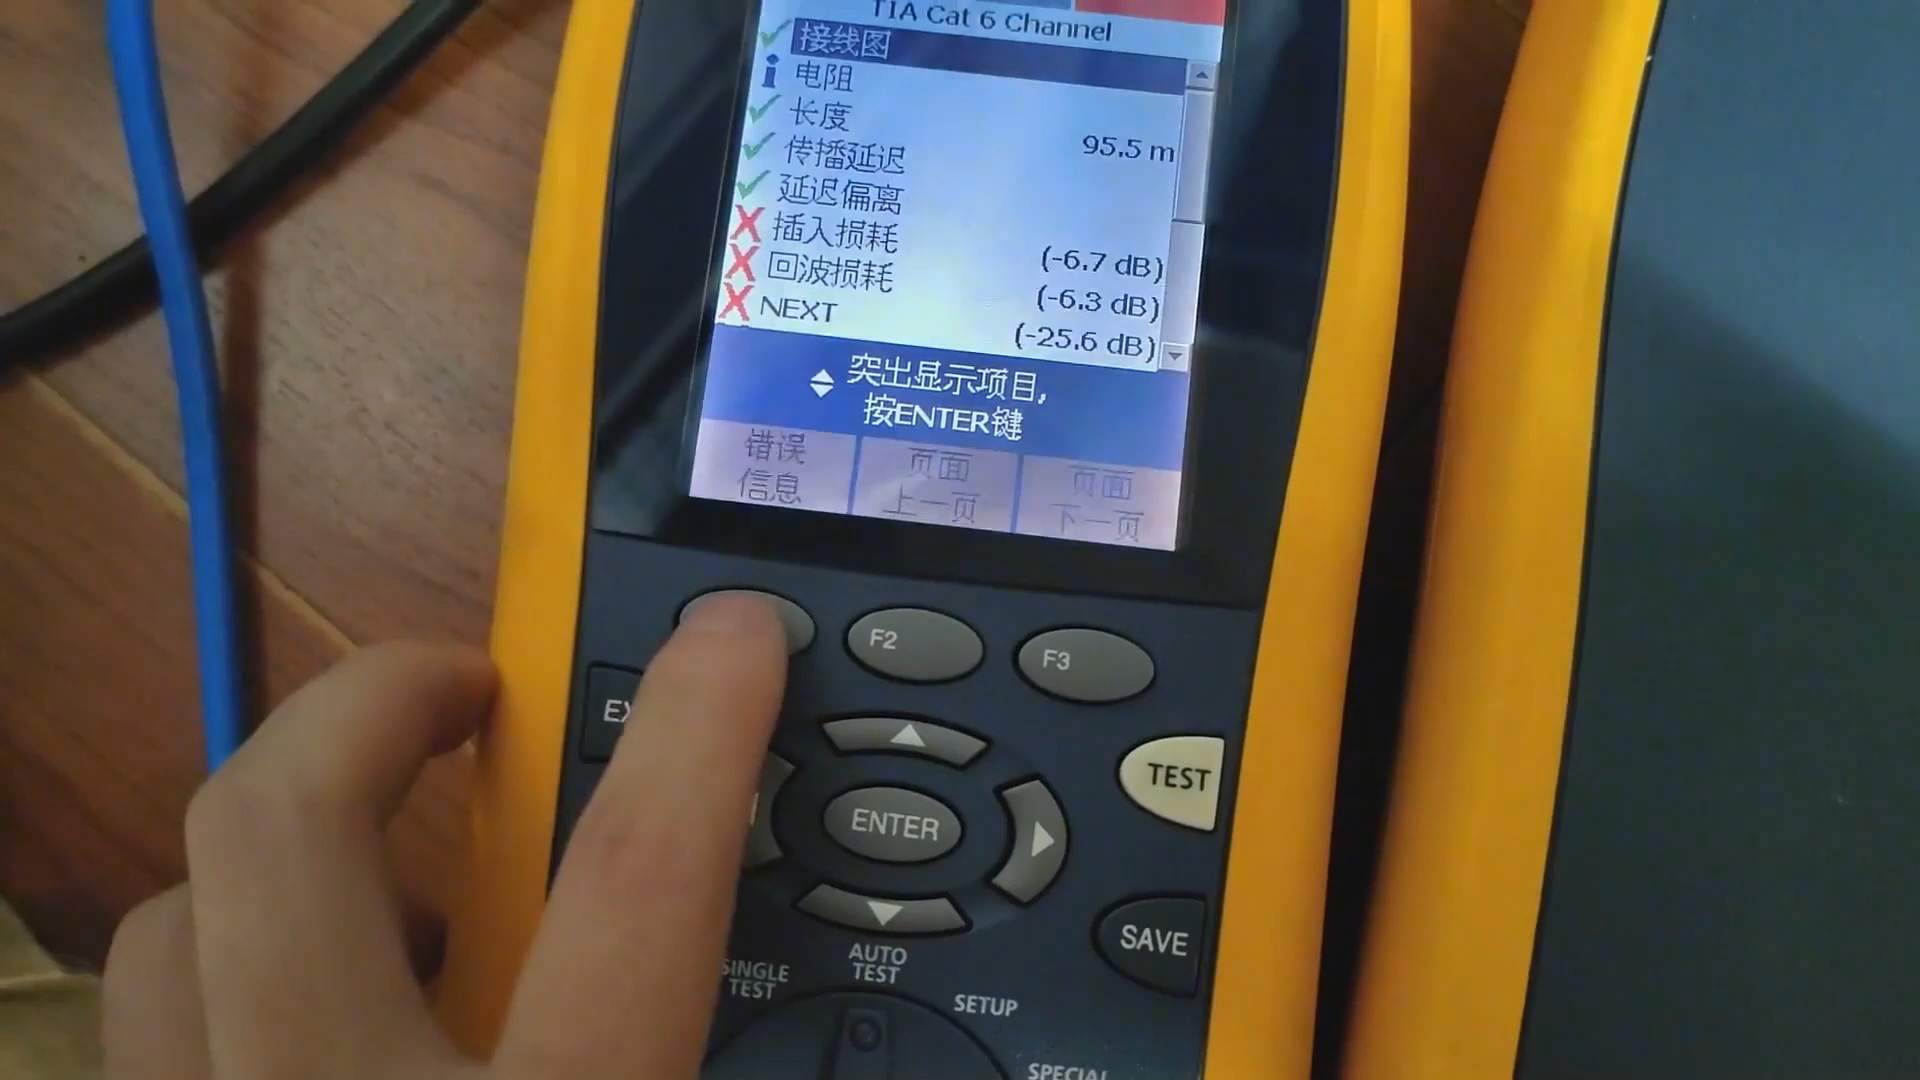 TIA Cat 6 Channel
接线图
电阻
长度 95.5 m
传播延迟
延迟偏离
插入损耗 (-6.7 dB)
回波损耗 (-6.3 dB)
NEXT (-25.6 dB)
突出显示项目,
按ENTER键
错误
信息
页面
上一页
页面
下一页
F2
F3
EX
TEST
ENTER
SAVE
SINGLE
TEST
AUTO
TEST
SETUP
SPECIAL